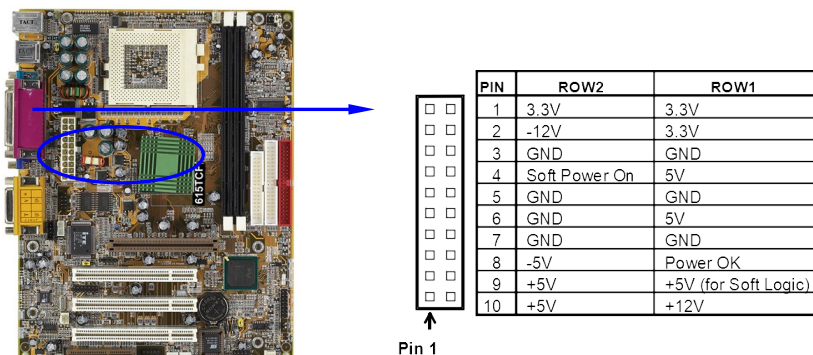 615TCF
PIN ROW2 ROW1
1 3.3V 3.3V
2 -12V 3.3V
3 GND GND
4 Soft Power On 5V
5 GND GND
6 GND 5V
7 GND GND
8 -5V Power OK
9 +5V +5V (for Soft Logic)
10 +5V +12V
Pin 1